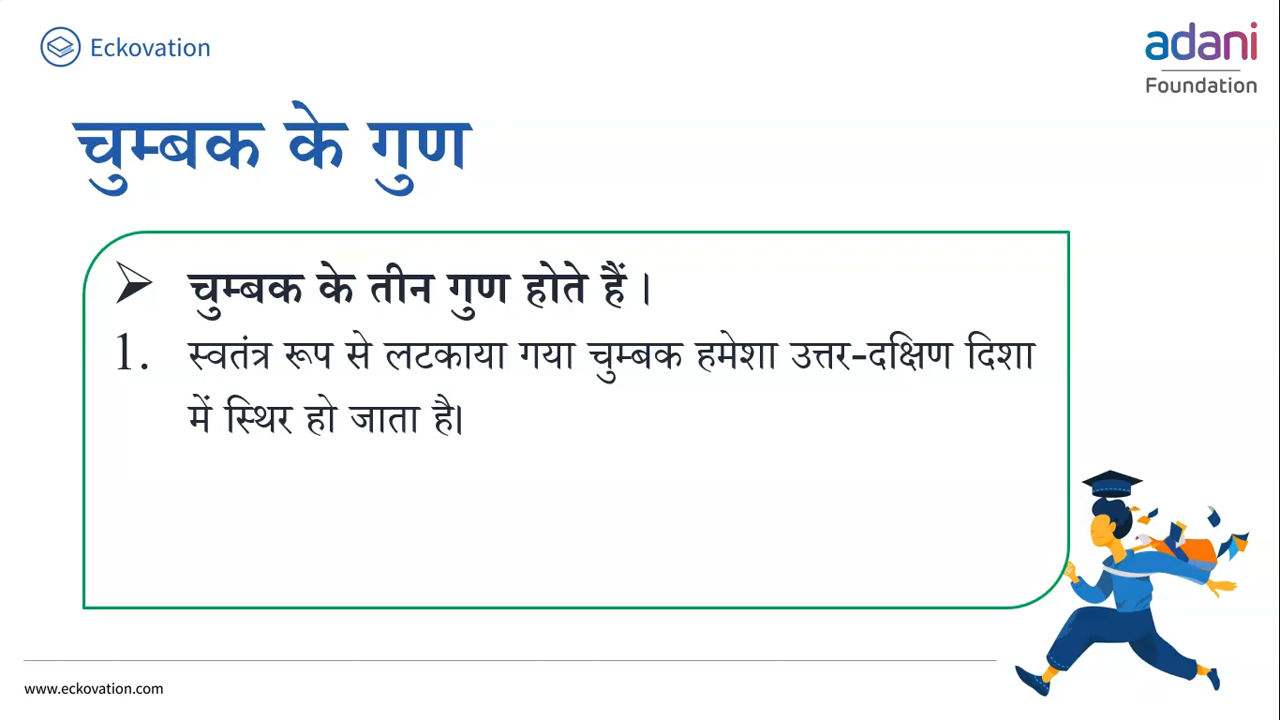 Eckovation
adani
Foundation
चुम्बक के गुण
➢ चुम्बक के तीन गुण होते हैं ।
1. स्वतंत्र रूप से लटकाया गया चुम्बक हमेशा उत्तर-दक्षिण दिशा
में स्थिर हो जाता है।
www.eckovation.com